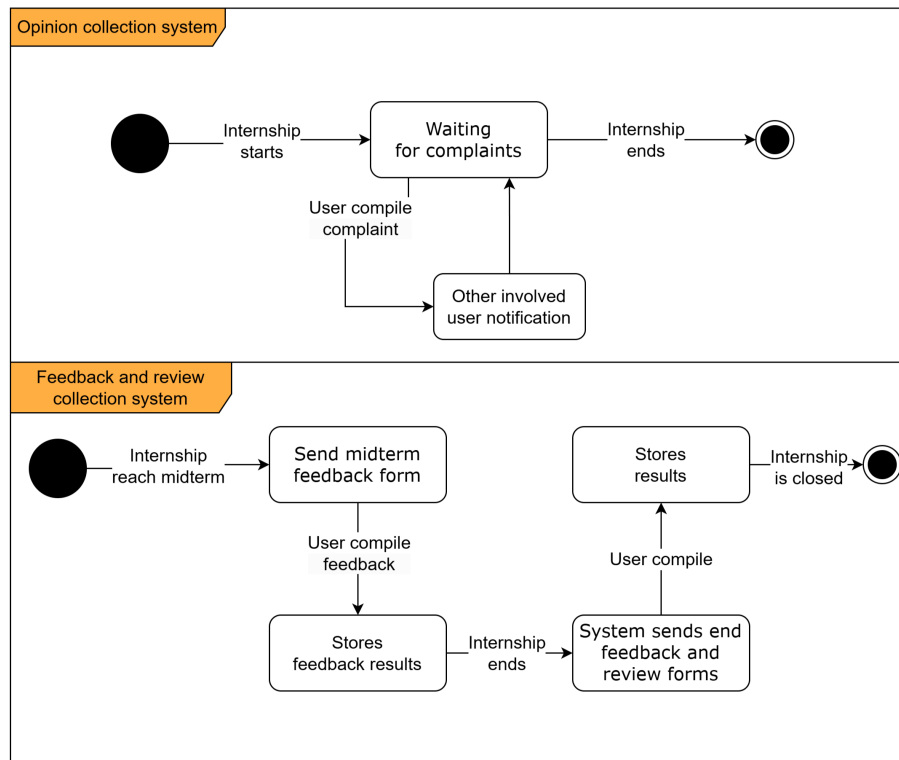 Opinion collection system
Internship
starts
Waiting
for complaints
Internship
ends
User compile
complaint
Other involved
user notification
Feedback and review
collection system
Internship
reach midterm
Send midterm
feedback form
User compile
feedback
Stores
feedback results
Internship
ends
System sends end
feedback and
review forms
User compile
Stores
results
Internship
is closed